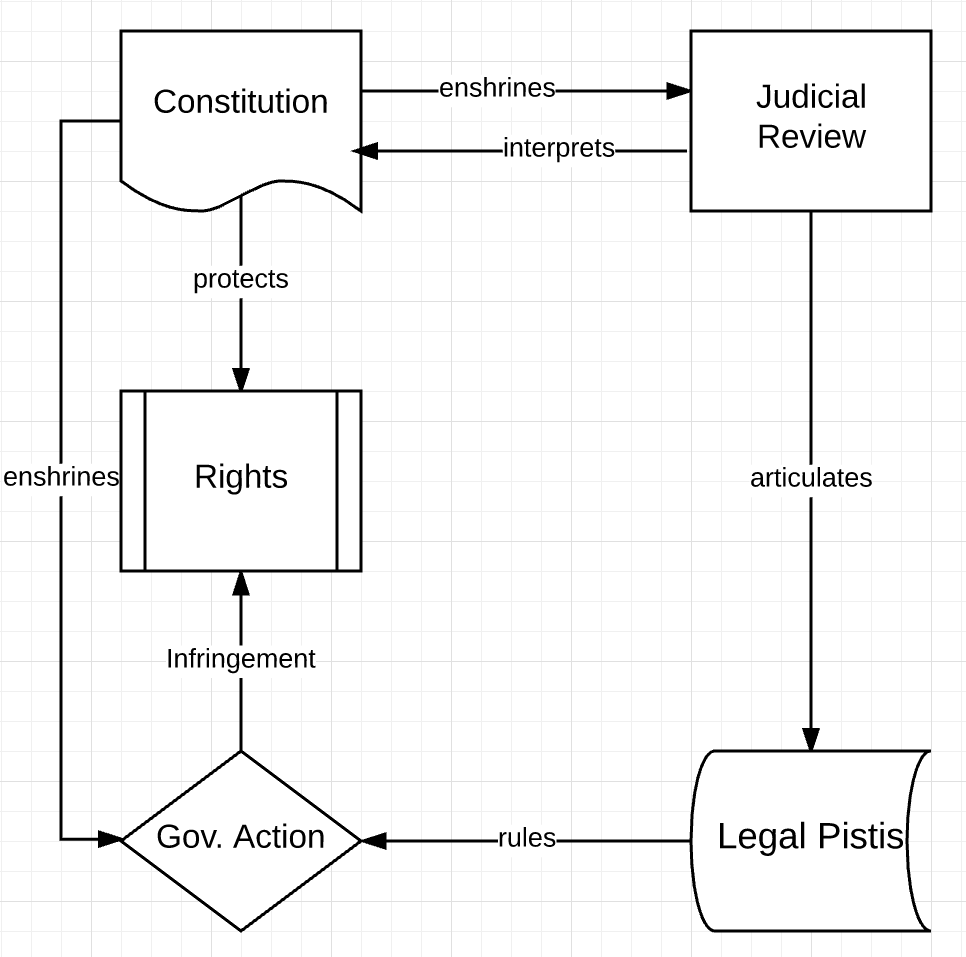 enshrines
Constitution
Judicial
Review
interprets
protects
enshrines
Rights
articulates
Infringement
Gov. Action
rules
Legal Pistis